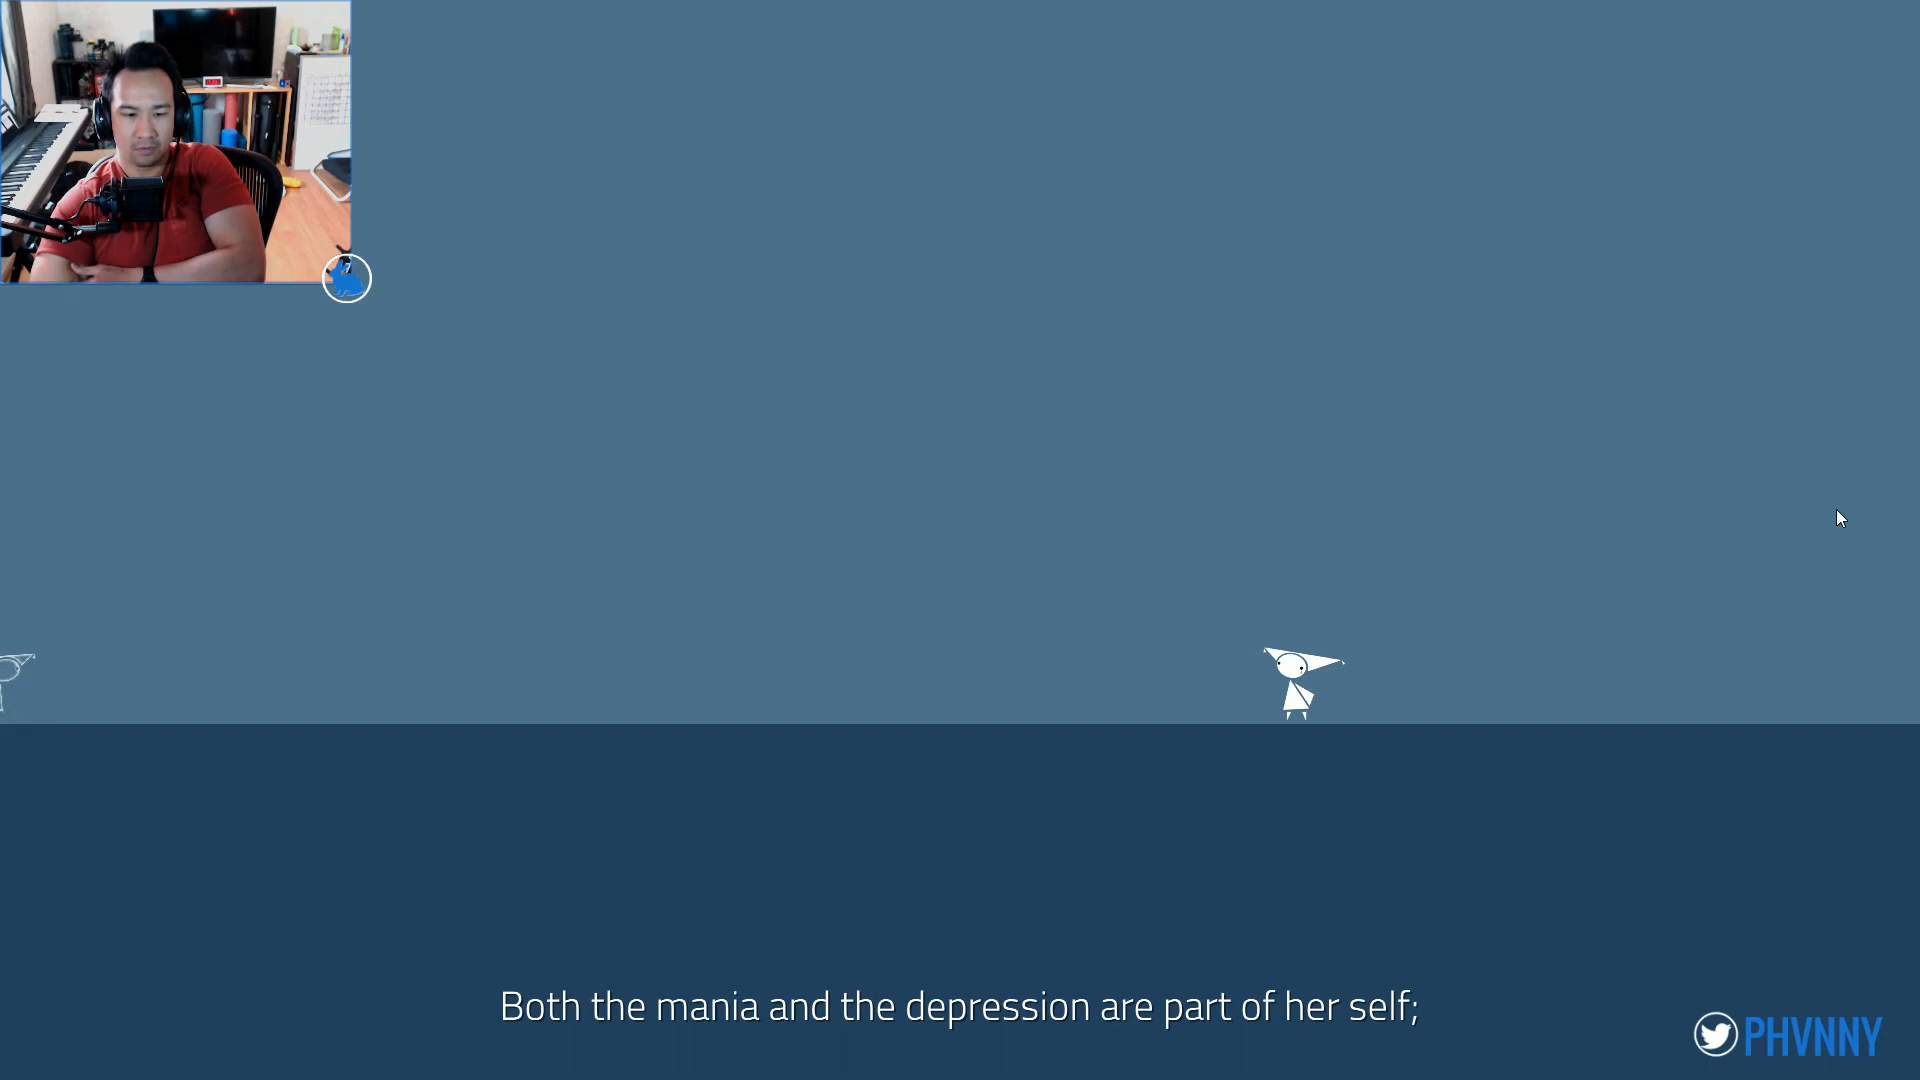 Both the mania and the depression are part of her self;
PHVNNY